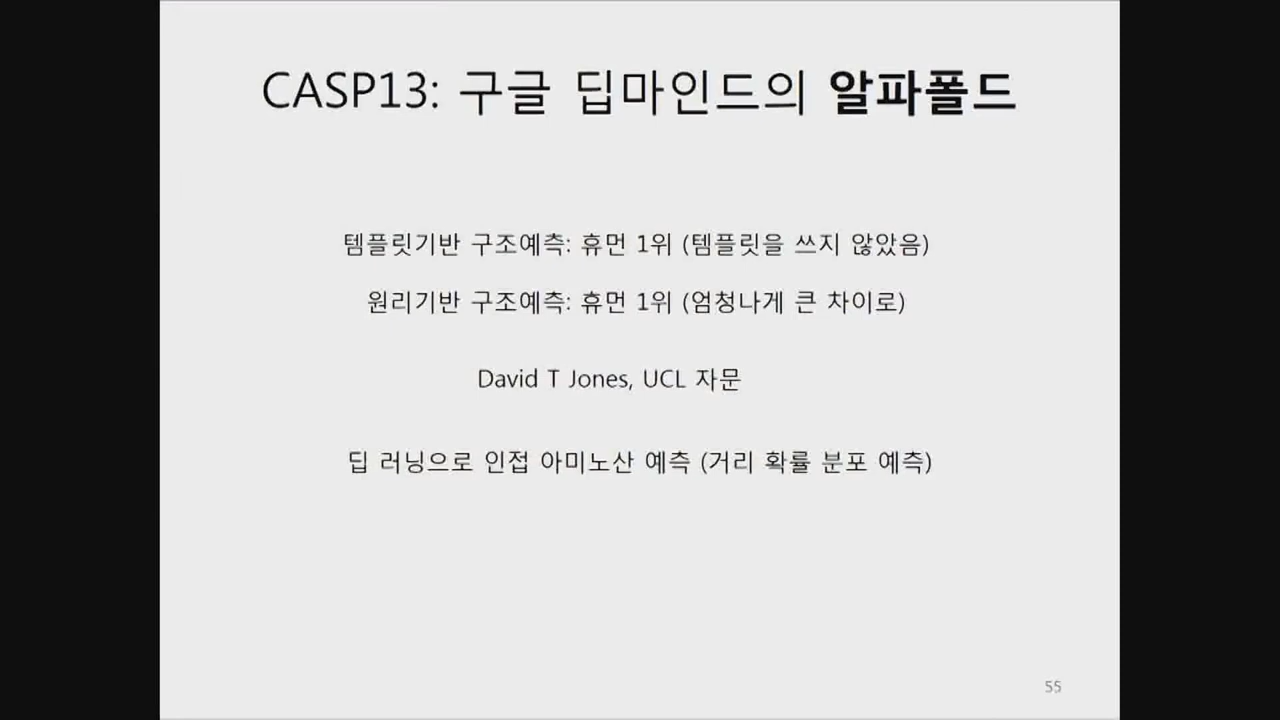 CASP13: 구글 딥마인드의 알파폴드
템플릿기반 구조예측: 휴먼 1위 (템플릿을 쓰지 않았음)
원리기반 구조예측: 휴먼 1위 (엄청나게 큰 차이로)
David T Jones, UCL 자문
딥 러닝으로 인접 아미노산 예측 (거리 확률 분포 예측)
55